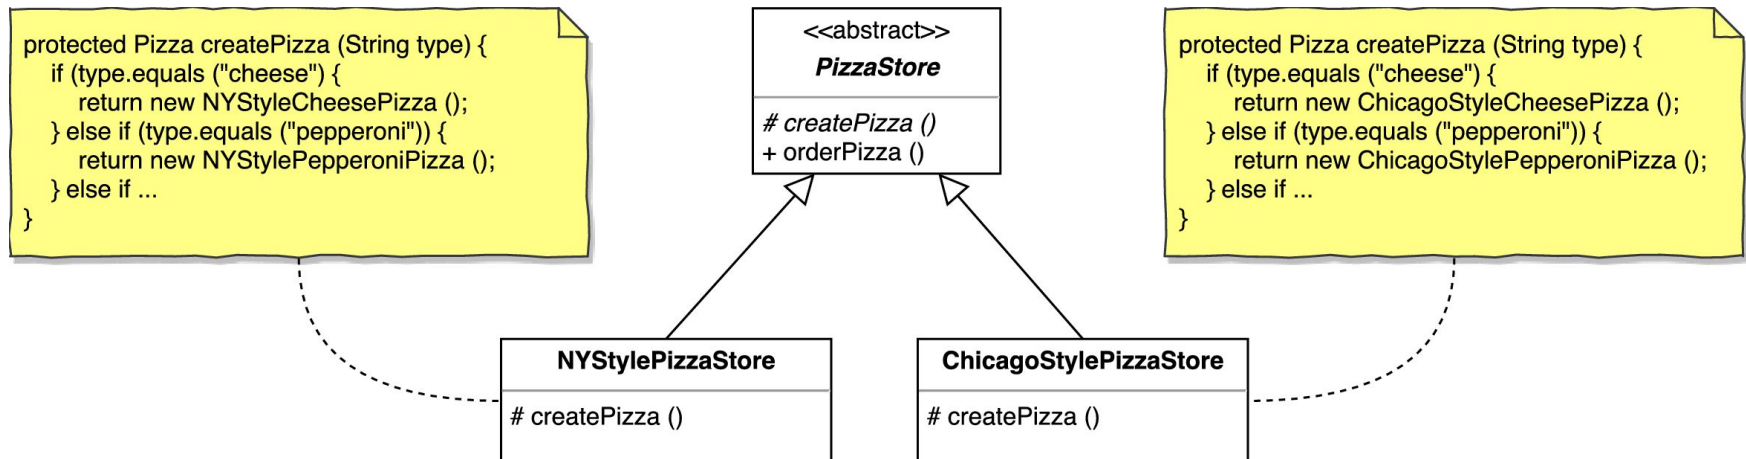 protected Pizza createPizza (String type) {
if (type.equals ("cheese") {
return new NYStyleCheesePizza ();
} else if (type.equals ("pepperoni")) {
return new NYStylePepperoniPizza ();
} else if ...
}
<<abstract>>
PizzaStore
# createPizza ()
+ orderPizza ()
protected Pizza createPizza (String type) {
if (type.equals ("cheese") {
return new ChicagoStyleCheesePizza ();
} else if (type.equals ("pepperoni")) {
return new ChicagoStylePepperoniPizza ();
} else if ...
}
NYStylePizzaStore
# createPizza ()
ChicagoStylePizzaStore
# createPizza ()